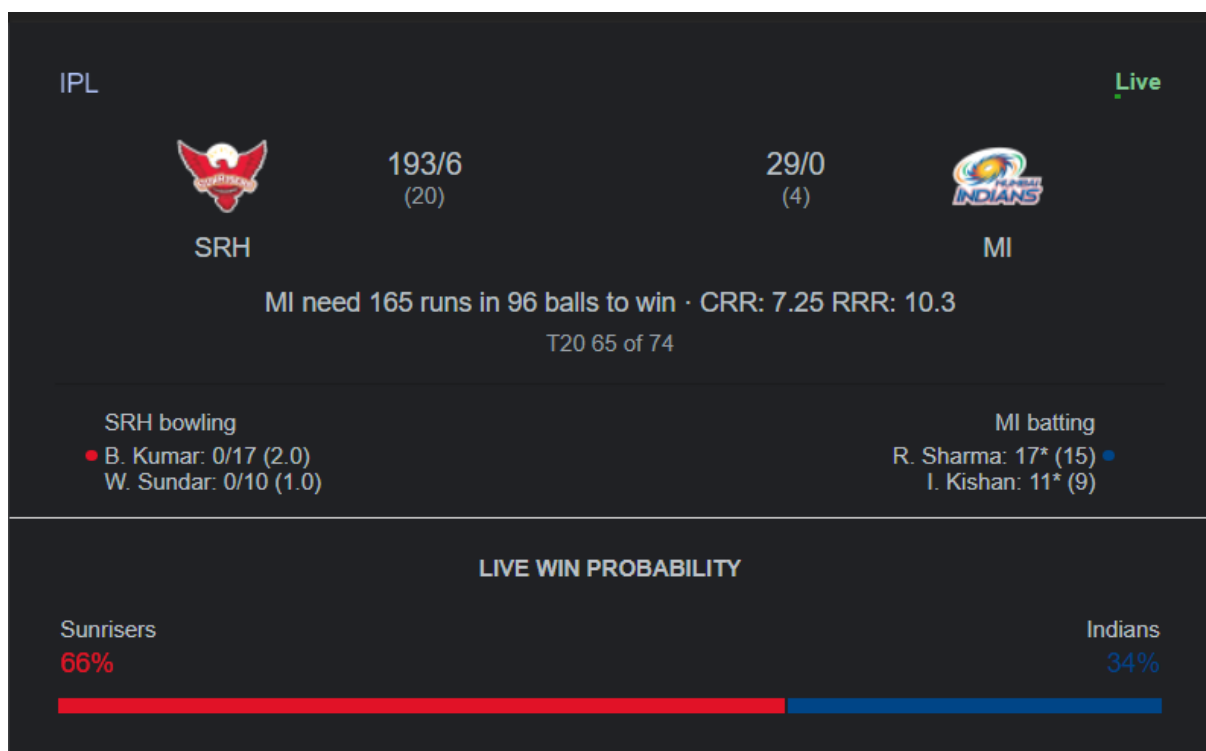 IPL Live
193/6 29/0
(20) (4)
MUMBAI
INDIANS
SRH MI
MI need 165 runs in 96 balls to win · CRR: 7.25 RRR: 10.3
T20 65 of 74
SRH bowling MI batting
B. Kumar: 0/17 (2.0) R. Sharma: 17* (15)
W. Sundar: 0/10 (1.0) I. Kishan: 11* (9)
LIVE WIN PROBABILITY
Sunrisers Indians
66% 34%